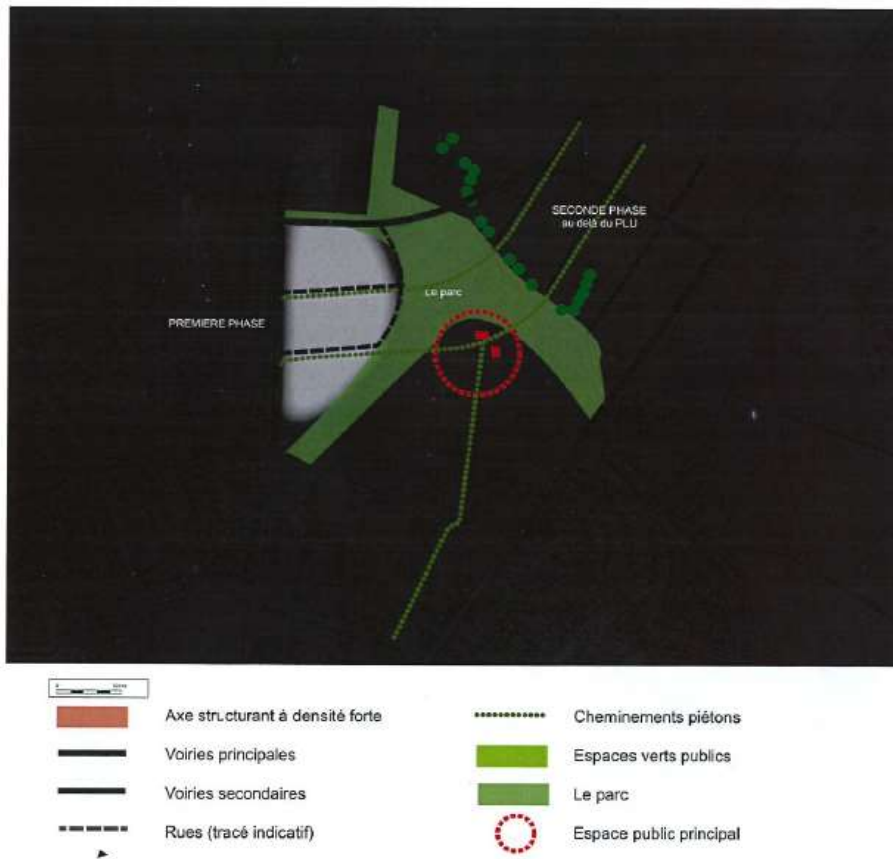 SECONDE PHASE
au delà du PLU
Le parc
PREMIERE PHASE
Axe structurant à densité forte
Voiries principales
Voiries secondaires
Rues (tracé indicatif)
Cheminements piétons
Espaces verts publics
Le parc
Espace public principal